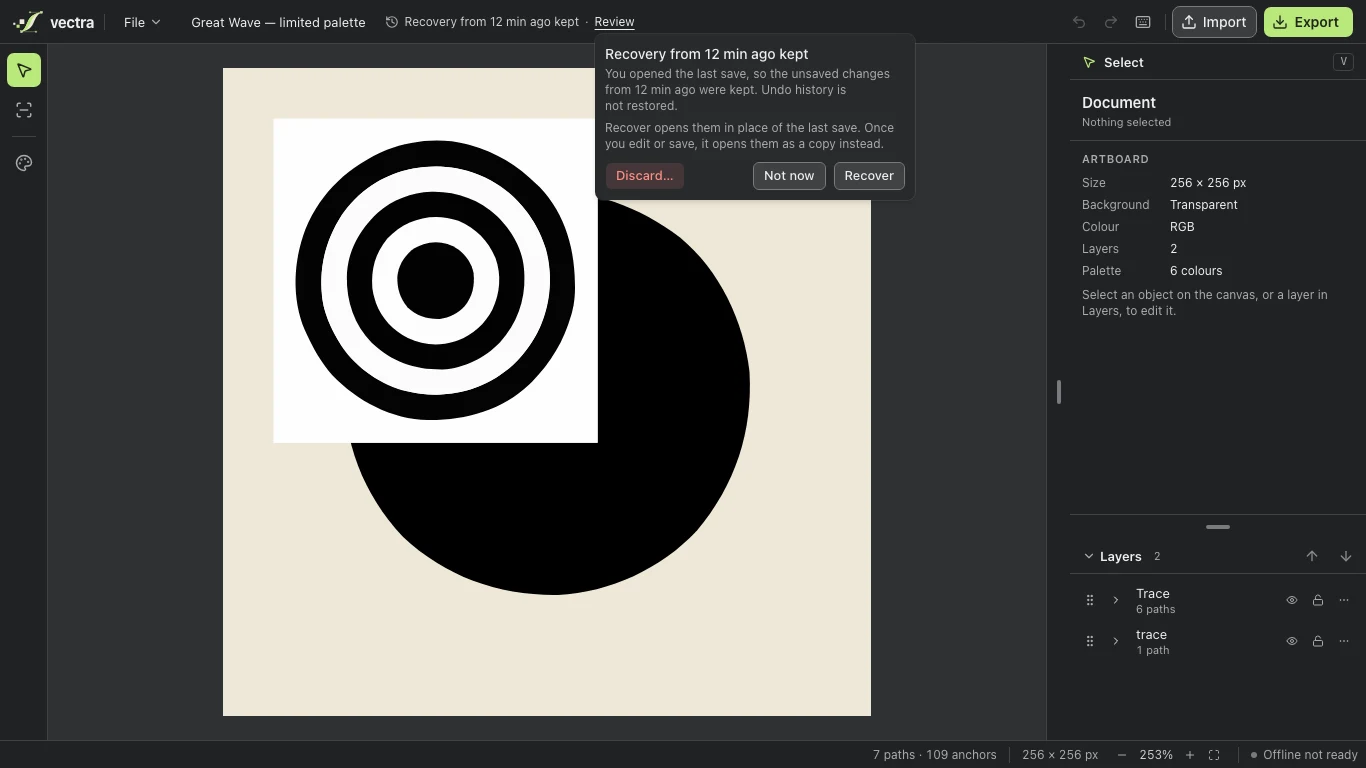 vectra
File
Great Wave — limited palette
Recovery from 12 min ago kept · Review
Import
Export
Recovery from 12 min ago kept
You opened the last save, so the unsaved changes
from 12 min ago were kept. Undo history is
not restored.
Recover opens them in place of the last save. Once
you edit or save, it opens them as a copy instead.
Discard...
Not now
Recover
Select
V
Document
Nothing selected
ARTBOARD
Size 256 × 256 px
Background Transparent
Colour RGB
Layers 2
Palette 6 colours
Select an object on the canvas, or a layer in
Layers, to edit it.
Layers 2
Trace
6 paths
trace
1 path
7 paths · 109 anchors
256 × 256 px
253%
Offline not ready